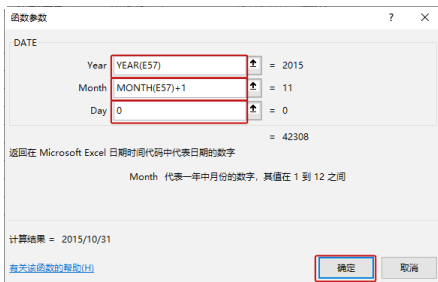 函数参数 ? ×
DATE
Year YEAR(E57) = 2015
Month MONTH(E57)+1 = 11
Day 0 = 0
= 42308
返回在 Microsoft Excel 日期时间代码中代表日期的数字
Month 代表一年中月份的数字，其值在 1 到 12 之间
计算结果 = 2015/10/31
有关该函数的帮助(H) 确定 取消